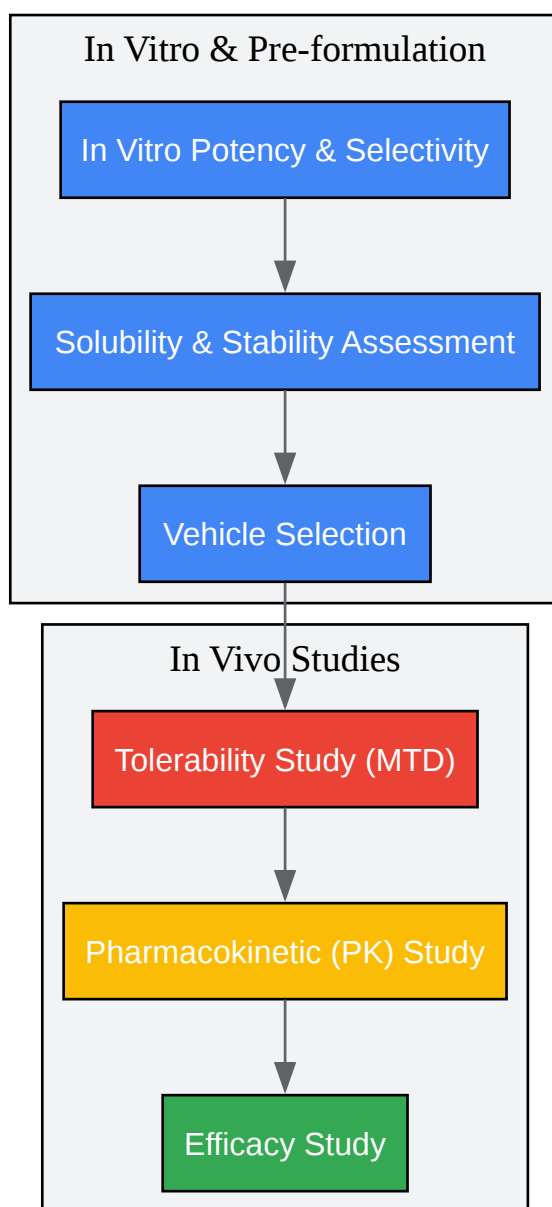 In Vitro & Pre-formulation
In Vitro Potency & Selectivity
Solubility & Stability Assessment
Vehicle Selection
In Vivo Studies
Tolerability Study (MTD)
Pharmacokinetic (PK) Study
Efficacy Study